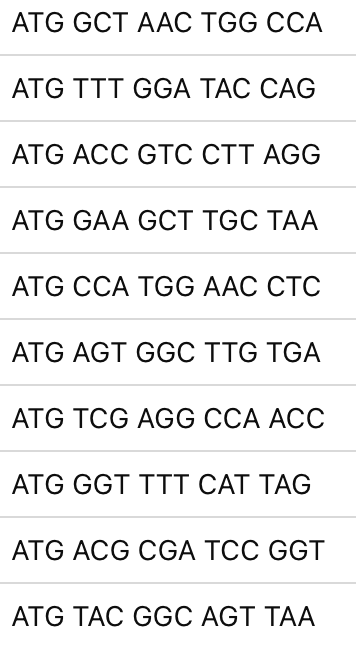 ATG GCT AAC TGG CCA
ATG TTT GGA TAC CAG
ATG ACC GTC CTT AGG
ATG GAA GCT TGC TAA
ATG CCA TGG AAC CTC
ATG AGT GGC TTG TGA
ATG TCG AGG CCA ACC
ATG GGT TTT CAT TAG
ATG ACG CGA TCC GGT
ATG TAC GGC AGT TAA